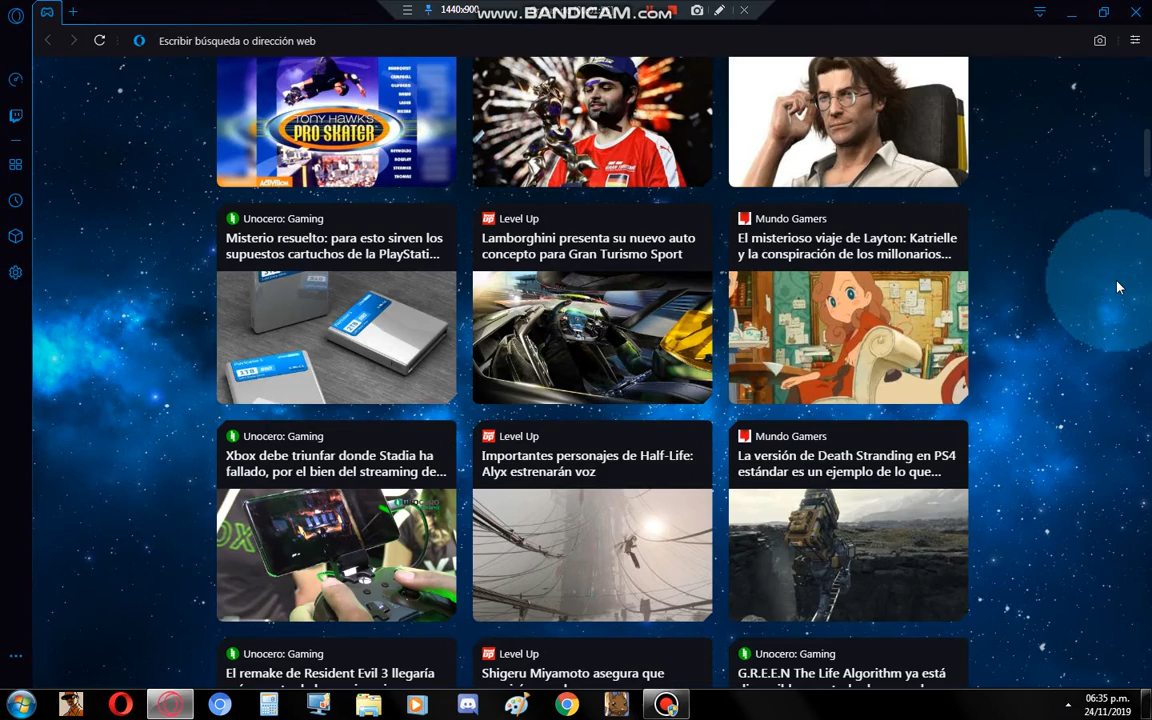 1440x900
www.BANDICAM.com
Escribir búsqueda o dirección web
TONY HAWK'S
PRO SKATER
ACTIVISION
Unocero: Gaming
Misterio resuelto: para esto sirven los
supuestos cartuchos de la PlayStati...
Level Up
Lamborghini presenta su nuevo auto
concepto para Gran Turismo Sport
Mundo Gamers
El misterioso viaje de Layton: Katrielle
y la conspiración de los millonarios...
Unocero: Gaming
Xbox debe triunfar donde Stadia ha
fallado, por el bien del streaming de...
Level Up
Importantes personajes de Half-Life:
Alyx estrenarán voz
Mundo Gamers
La versión de Death Stranding en PS4
estándar es un ejemplo de lo que...
Unocero: Gaming
El remake de Resident Evil 3 llegaría
Level Up
Shigeru Miyamoto asegura que
Unocero: Gaming
G.R.E.E.N The Life Algorithm ya está
06:35 p.m.
24/11/2019